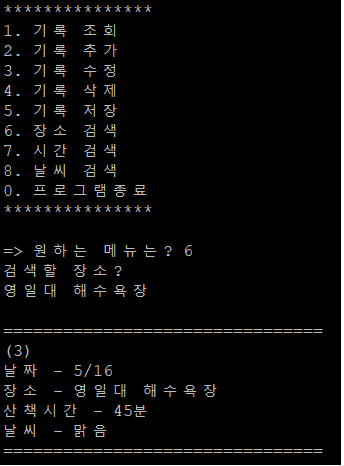 ***************
1. 기록 조회
2. 기록 추가
3. 기록 수정
4. 기록 삭제
5. 기록 저장
6. 장소 검색
7. 시간 검색
8. 날씨 검색
0. 프로그램종료
***************
=> 원하는 메뉴는? 6
검색할 장소?
영일대 해수욕장
================================
(3)
날짜 - 5/16
장소 - 영일대 해수욕장
산책시간 - 45분
날씨 - 맑음
================================